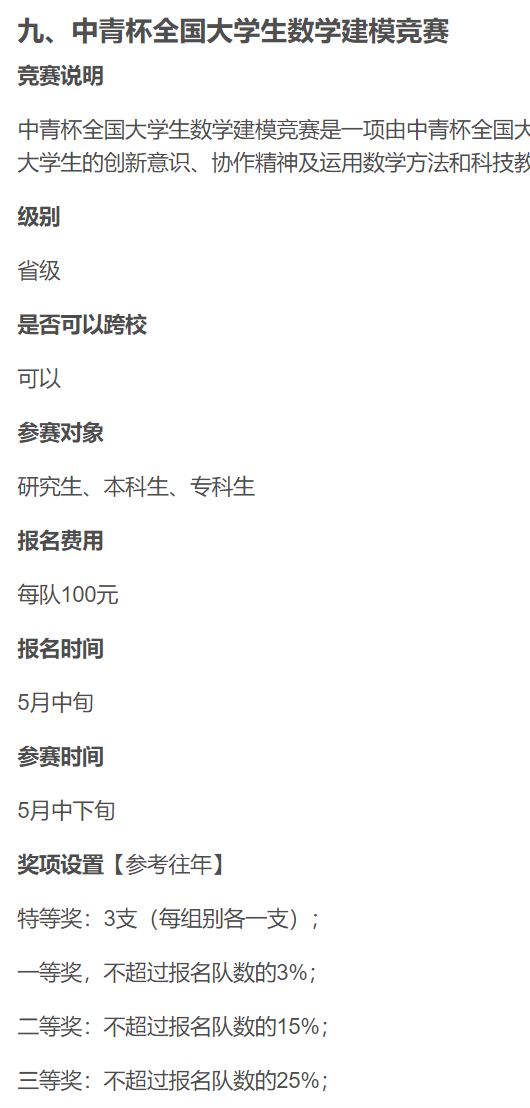 九、中青杯全国大学生数学建模竞赛
竞赛说明
中青杯全国大学生数学建模竞赛是一项由中青杯全国大
大学生的创新意识、协作精神及运用数学方法和科技教
级别
省级
是否可以跨校
可以
参赛对象
研究生、本科生、专科生
报名费用
每队100元
报名时间
5月中旬
参赛时间
5月中下旬
奖项设置【参考往年】
特等奖：3支（每组别各一支）；
一等奖，不超过报名队数的3%；
二等奖：不超过报名队数的15%；
三等奖：不超过报名队数的25%；